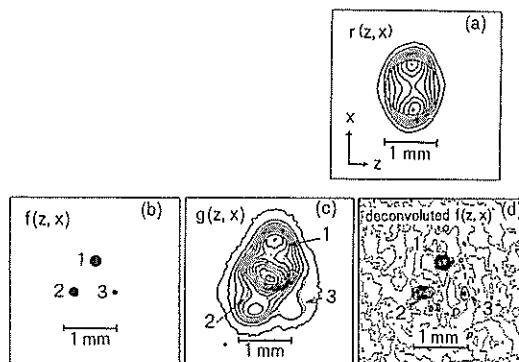 r(z,x)
(a)
x
z
1 mm
f(z,x)
(b)
1
2
3
1 mm
g(z,x)
(c)
1
2
3
1 mm
deconvoluted f(z,x)
(d)
1
2
3
1 mm